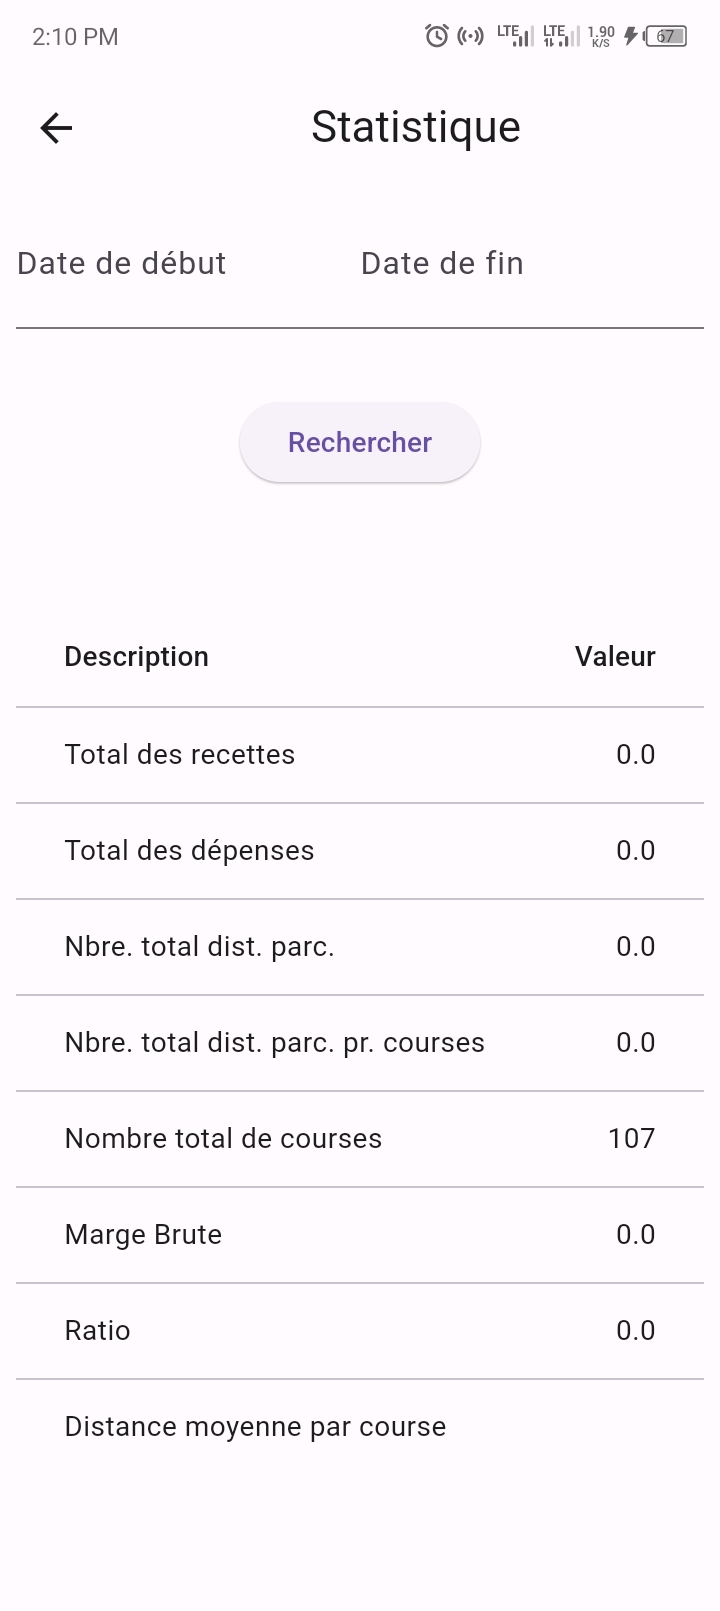 2:10 PM
LTE LTE 1.90 K/S 67
Statistique
Date de début Date de fin
Rechercher
Description Valeur
Total des recettes 0.0
Total des dépenses 0.0
Nbre. total dist. parc. 0.0
Nbre. total dist. parc. pr. courses 0.0
Nombre total de courses 107
Marge Brute 0.0
Ratio 0.0
Distance moyenne par course